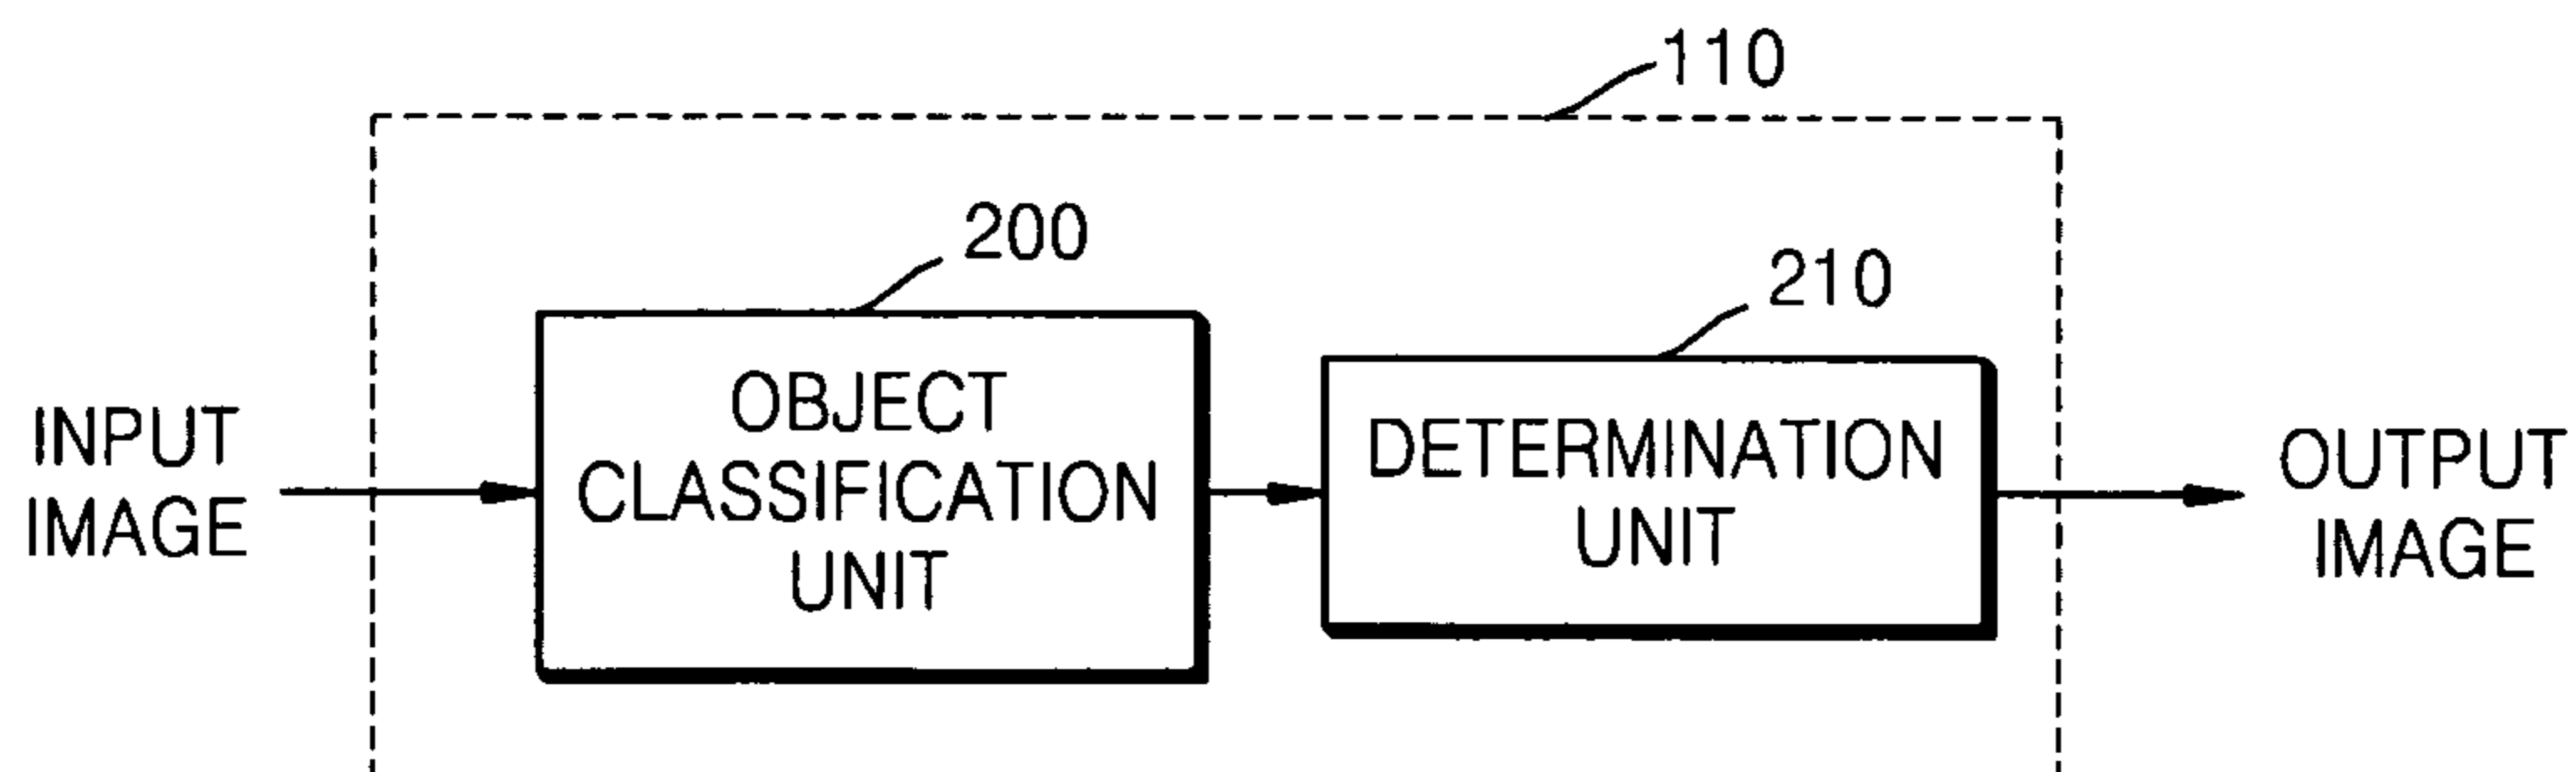 110
200
210
INPUT
IMAGE
OBJECT
CLASSIFICATION
UNIT
DETERMINATION
UNIT
OUTPUT
IMAGE